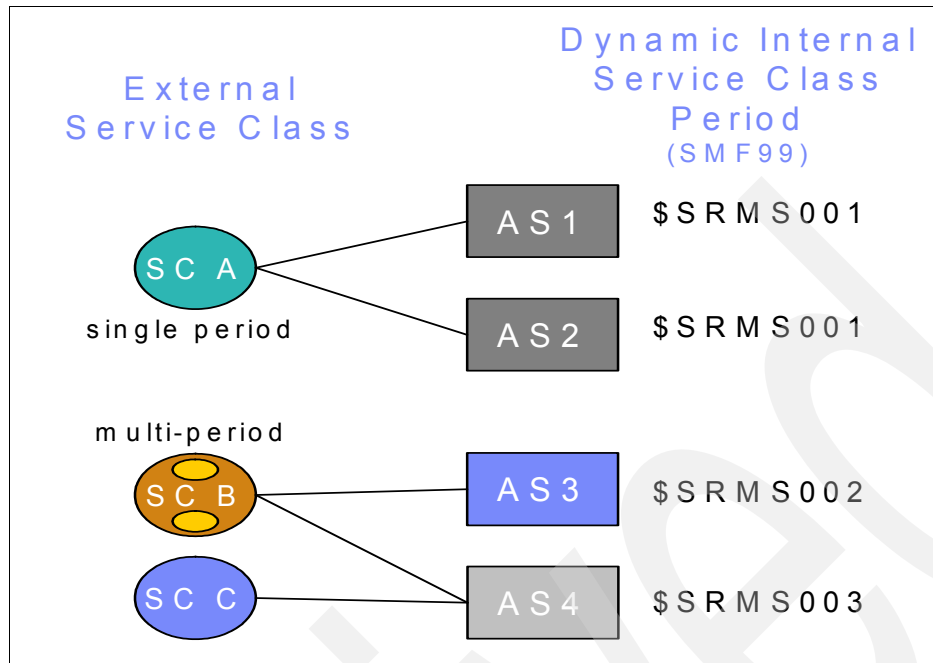 External
Service Class
Dynamic Internal
Service Class
Period
(SMF99)
SC A
single period
AS1
$SRMS001
AS2
$SRMS001
multi-period
SC B
AS3
$SRMS002
SC C
AS4
$SRMS003